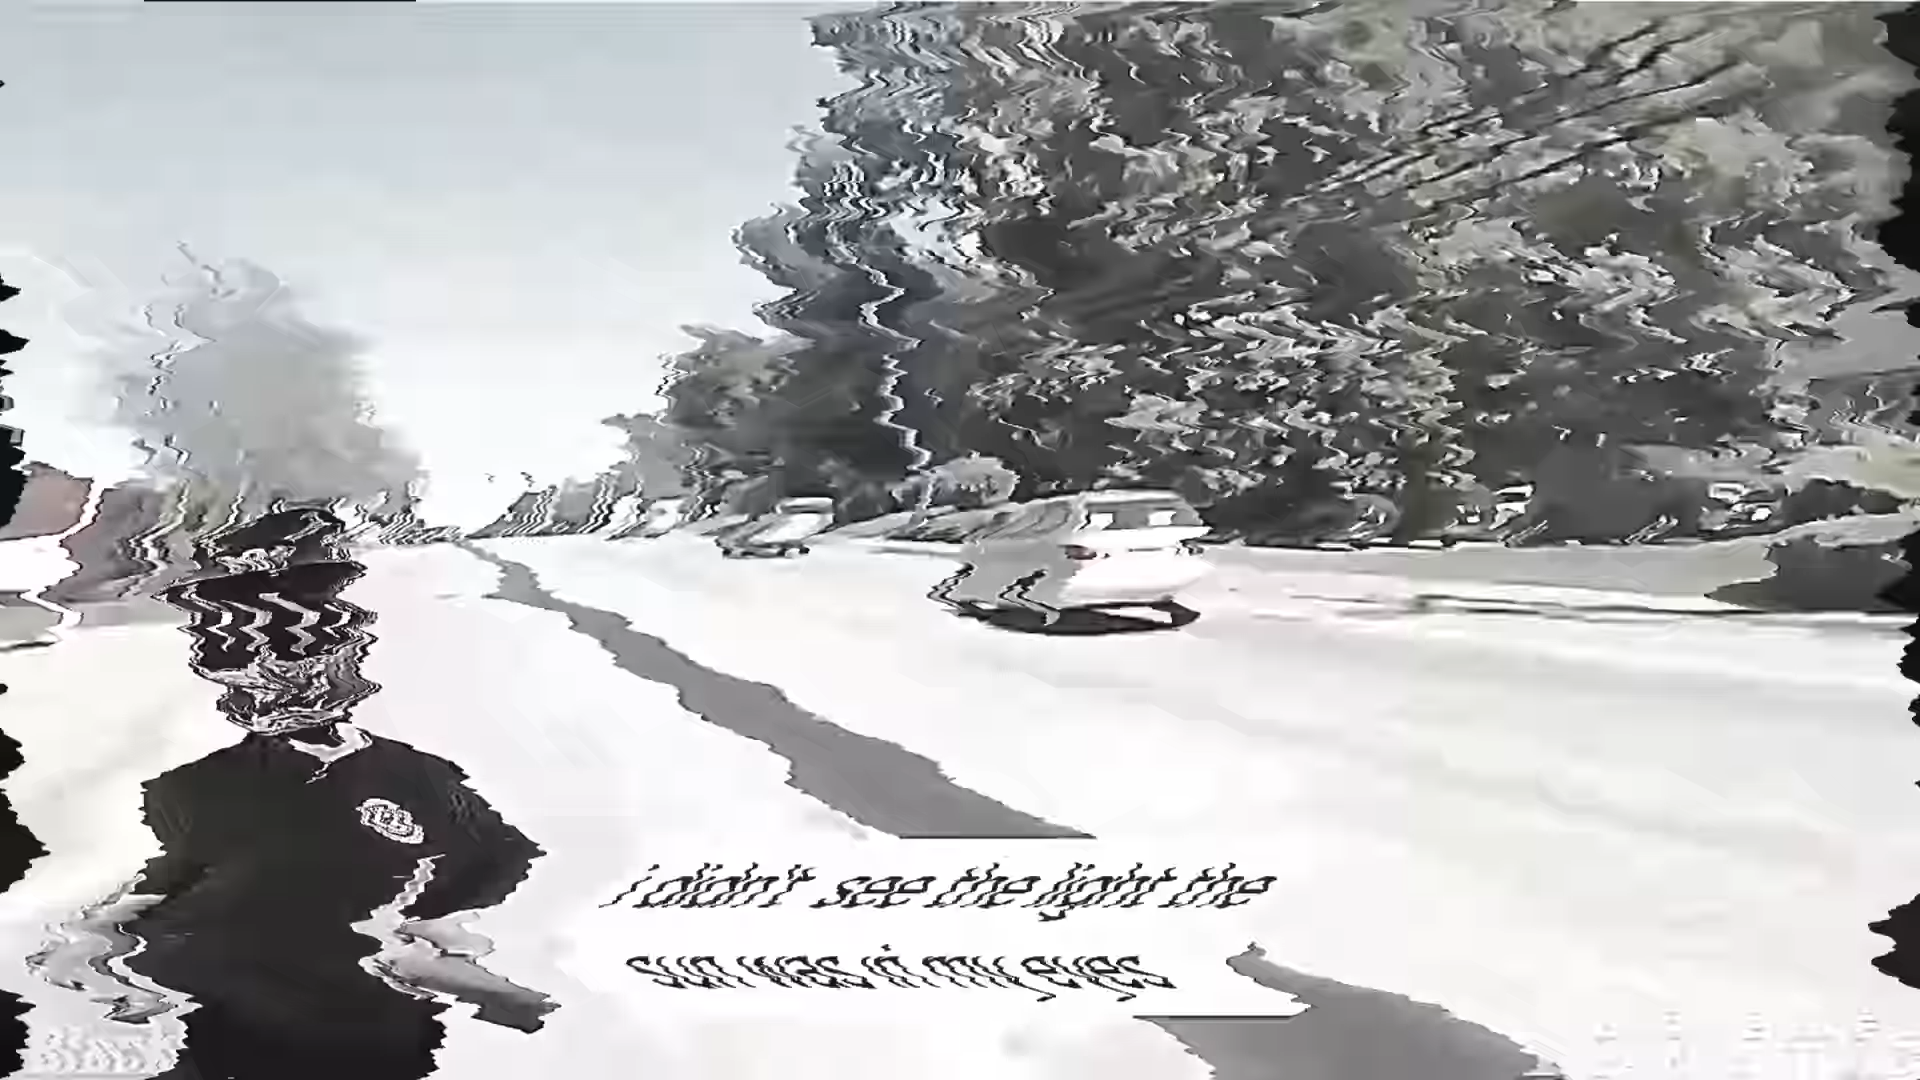 i didn't see the light the
sun was in my eyes